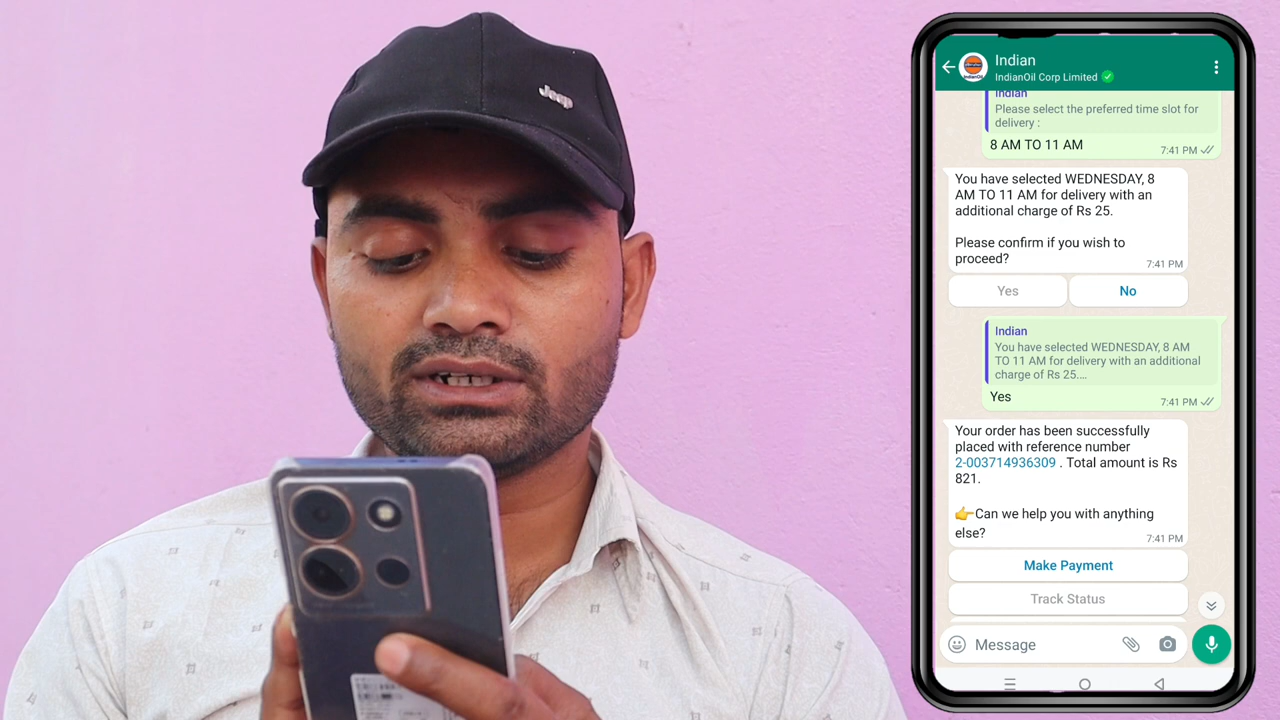 Jeep
Indian
IndianOil Corp Limited
Indian
Please select the preferred time slot for
delivery :
8 AM TO 11 AM
7:41 PM
You have selected WEDNESDAY, 8
AM TO 11 AM for delivery with an
additional charge of Rs 25.
Please confirm if you wish to
proceed?
7:41 PM
Yes
No
Indian
You have selected WEDNESDAY, 8 AM
TO 11 AM for delivery with an additional
charge of Rs 25....
Yes
7:41 PM
Your order has been successfully
placed with reference number
2-003714936309 . Total amount is Rs
821.
👉Can we help you with anything
else?
7:41 PM
Make Payment
Track Status
Message